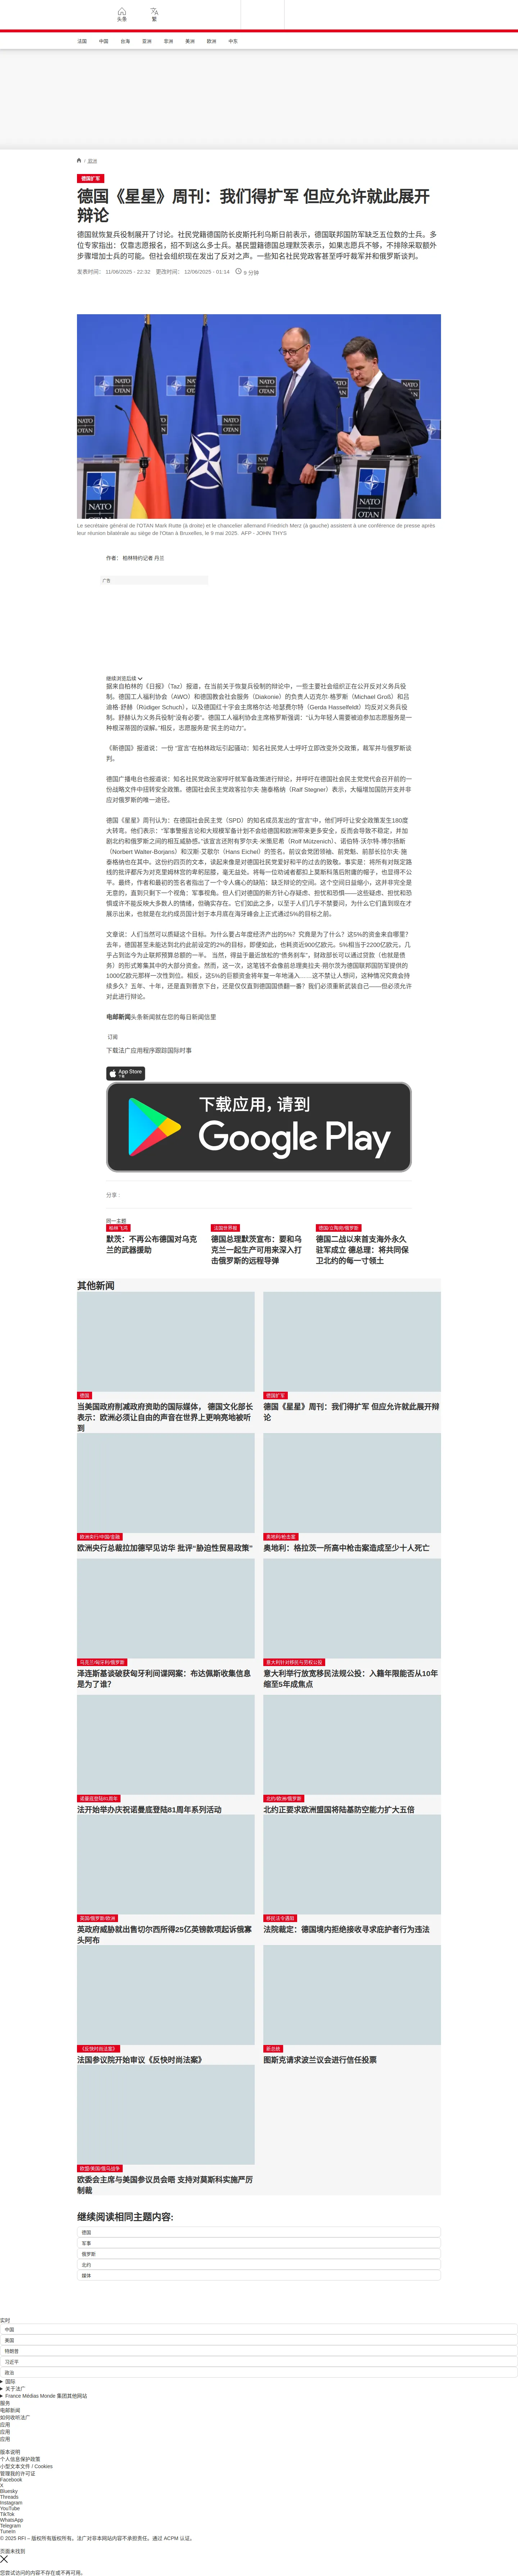 头条
繁
法国
中国
台海
亚洲
非洲
美洲
欧洲
中东
/ 欧洲
德国扩军
德国《星星》周刊：我们得扩军 但应允许就此展开
辩论
德国就恢复兵役制展开了讨论。社民党籍德国防长皮斯托利乌斯日前表示，德国联邦国防军缺乏五位数的士兵。多
位专家指出：仅靠志愿报名，招不到这么多士兵。基民盟籍德国总理默茨表示，如果志愿兵不够，不排除采取额外
步骤增加士兵的可能。但社会组织现在发出了反对之声。一些知名社民党政客甚至呼吁裁军并和俄罗斯谈判。
发表时间： 11/06/2025 - 22:32 更改时间： 12/06/2025 - 01:14 9 分钟
NATO
OTAN
Le secrétaire général de l'OTAN Mark Rutte (à droite) et le chancelier allemand Friedrich Merz (à gauche) assistent à une conférence de presse après
leur réunion bilatérale au siège de l'Otan à Bruxelles, le 9 mai 2025. AFP - JOHN THYS
作者： 柏林特约记者 丹兰
广告
继续浏览后续
据来自柏林的《日报》（Taz）报道，在当前关于恢复兵役制的辩论中，一些主要社会组织正在公开反对义务兵役
制。德国工人福利协会（AWO）和德国教会社会服务（Diakonie）的负责人迈克尔·格罗斯（Michael Groß）和吕
迪格·舒赫（Rüdiger Schuch），以及德国红十字会主席格尔达·哈瑟费尔特（Gerda Hasselfeldt）均反对义务兵役
制。舒赫认为义务兵役制“没有必要”。德国工人福利协会主席格罗斯强调：“认为年轻人需要被迫参加志愿服务是一
种根深蒂固的误解。”相反，志愿服务是“民主的动力”。
《新德国》报道说：一份 “宣言”在柏林政坛引起骚动：知名社民党人士呼吁立即改变外交政策，裁军并与俄罗斯谈
判。
德国广播电台也报道说：知名社民党政治家呼吁就军备政策进行辩论，并呼吁在德国社会民主党党代会召开前的一
份战略文件中扭转安全政策。德国社会民主党政客拉尔夫·施泰格纳（Ralf Stegner）表示，大幅增加国防开支并非
应对俄罗斯的唯一途径。
德国《星星》周刊认为：在德国社会民主党（SPD）的知名成员发出的“宣言”中，他们呼吁让安全政策发生180度
大转弯。他们表示：“军事警报言论和大规模军备计划不会给德国和欧洲带来更多安全，反而会导致不稳定，并加
剧北约和俄罗斯之间的相互威胁感。”该宣言还附有罗尔夫·米策尼希（Rolf Mützenich）、诺伯特·沃尔特-博尔扬斯
（Norbert Walter-Borjans）和汉斯·艾歇尔（Hans Eichel）的签名，前议会党团领袖、前党魁、前部长拉尔夫·施
泰格纳也在其中。这份约四页的文本，读起来像是对德国社民党爱好和平的过去的致敬。事实是：将所有对既定路
线的批评都斥为对克里姆林宫的卑躬屈膝，毫无益处。将每一位劝诫者都扣上莫斯科落后附庸的帽子，也显得不公
平。最终，作者和最初的签名者指出了一个令人痛心的缺陷：缺乏辩论的空间。这个空间日益缩小，这并非完全是
无意的，直到只剩下一个视角：军事视角。但人们对德国的新方针心存疑虑、担忧和恐惧——这些疑虑、担忧和恐
惧或许不能反映大多数人的情绪，但确实存在。它们如此之多，以至于人们几乎不禁要问，为什么它们直到现在才
展示出来，也就是在北约成员国计划于本月底在海牙峰会上正式通过5%的目标之前。
文章说：人们当然可以质疑这个目标。为什么要占年度经济产出的5%？究竟是为了什么？这5%的资金来自哪里？
去年，德国甚至未能达到北约此前设定的2%的目标，即便如此，也耗资近900亿欧元。5%相当于2200亿欧元，几
乎占到迄今为止联邦预算总额的一半。 当然，得益于最近放松的“债务刹车”，财政部长可以通过贷款（也就是债
务）的形式筹集其中的大部分资金。然而，这一次，这笔钱不会像前总理奥拉夫·朔尔茨为德国联邦国防军提供的
1000亿欧元那样一次性到位。相反，这5%的巨额资金将年复一年地涌入……这不禁让人想问，这种情况究竟会持
续多久？五年、十年，还是直到普京下台，还是仅仅直到德国国债翻一番？我们必须重新武装自己——但必须允许
对此进行辩论。
电邮新闻头条新闻就在您的每日新闻信里
订阅
下载法广应用程序跟踪国际时事
App Store
下载应用，请到
Google Play
分享 :
同一主题
柏林飞鸿
默茨：不再公布德国对乌克
兰的武器援助
法国世界报
德国总理默茨宣布：要和乌
克兰一起生产可用来深入打
击俄罗斯的远程导弹
德国/立陶宛/俄罗斯
德国二战以来首支海外永久
驻军成立 德总理：将共同保
卫北约的每一寸领土
其他新闻
德国
当美国政府削减政府资助的国际媒体， 德国文化部长
表示：欧洲必须让自由的声音在世界上更响亮地被听
到
德国扩军
德国《星星》周刊：我们得扩军 但应允许就此展开辩
论
欧洲央行/中国/金融
欧洲央行总裁拉加德罕见访华 批评“胁迫性贸易政策”
奥地利/枪击案
奥地利：格拉茨一所高中枪击案造成至少十人死亡
乌克兰/匈牙利/俄罗斯
泽连斯基谈破获匈牙利间谍网案：布达佩斯收集信息
是为了谁？
意大利针对移民与劳权公投
意大利举行放宽移民法规公投：入籍年限能否从10年
缩至5年成焦点
诺曼底登陆81周年
法开始举办庆祝诺曼底登陆81周年系列活动
北约/欧洲/俄罗斯
北约正要求欧洲盟国将陆基防空能力扩大五倍
英国/俄罗斯/欧洲
英政府威胁就出售切尔西所得25亿英镑款项起诉俄寡
头阿布
移民法令遇阻
法院裁定：德国境内拒绝接收寻求庇护者行为违法
《反快时尚法案》
法国参议院开始审议《反快时尚法案》
新总统
图斯克请求波兰议会进行信任投票
欧盟/美国/俄乌战争
欧委会主席与美国参议员会晤 支持对莫斯科实施严厉
制裁
继续阅读相同主题内容:
德国
军事
俄罗斯
北约
媒体
实时
中国
美国
特朗普
习近平
政治
国际
关于法广
France Médias Monde 集团其他网站
服务
电邮新闻
如何收听法广
应用
应用
应用
版本说明
个人信息保护政策
小型文本文件 / Cookies
管理我的许可证
Facebook
X
Bluesky
Threads
Instagram
YouTube
TikTok
WhatsApp
Telegram
TuneIn
© 2025 RFI – 版权所有版权所有。法广对非本网站内容不承担责任。通过 ACPM 认证。
页面未找到
您尝试访问的内容不存在或不再可用。